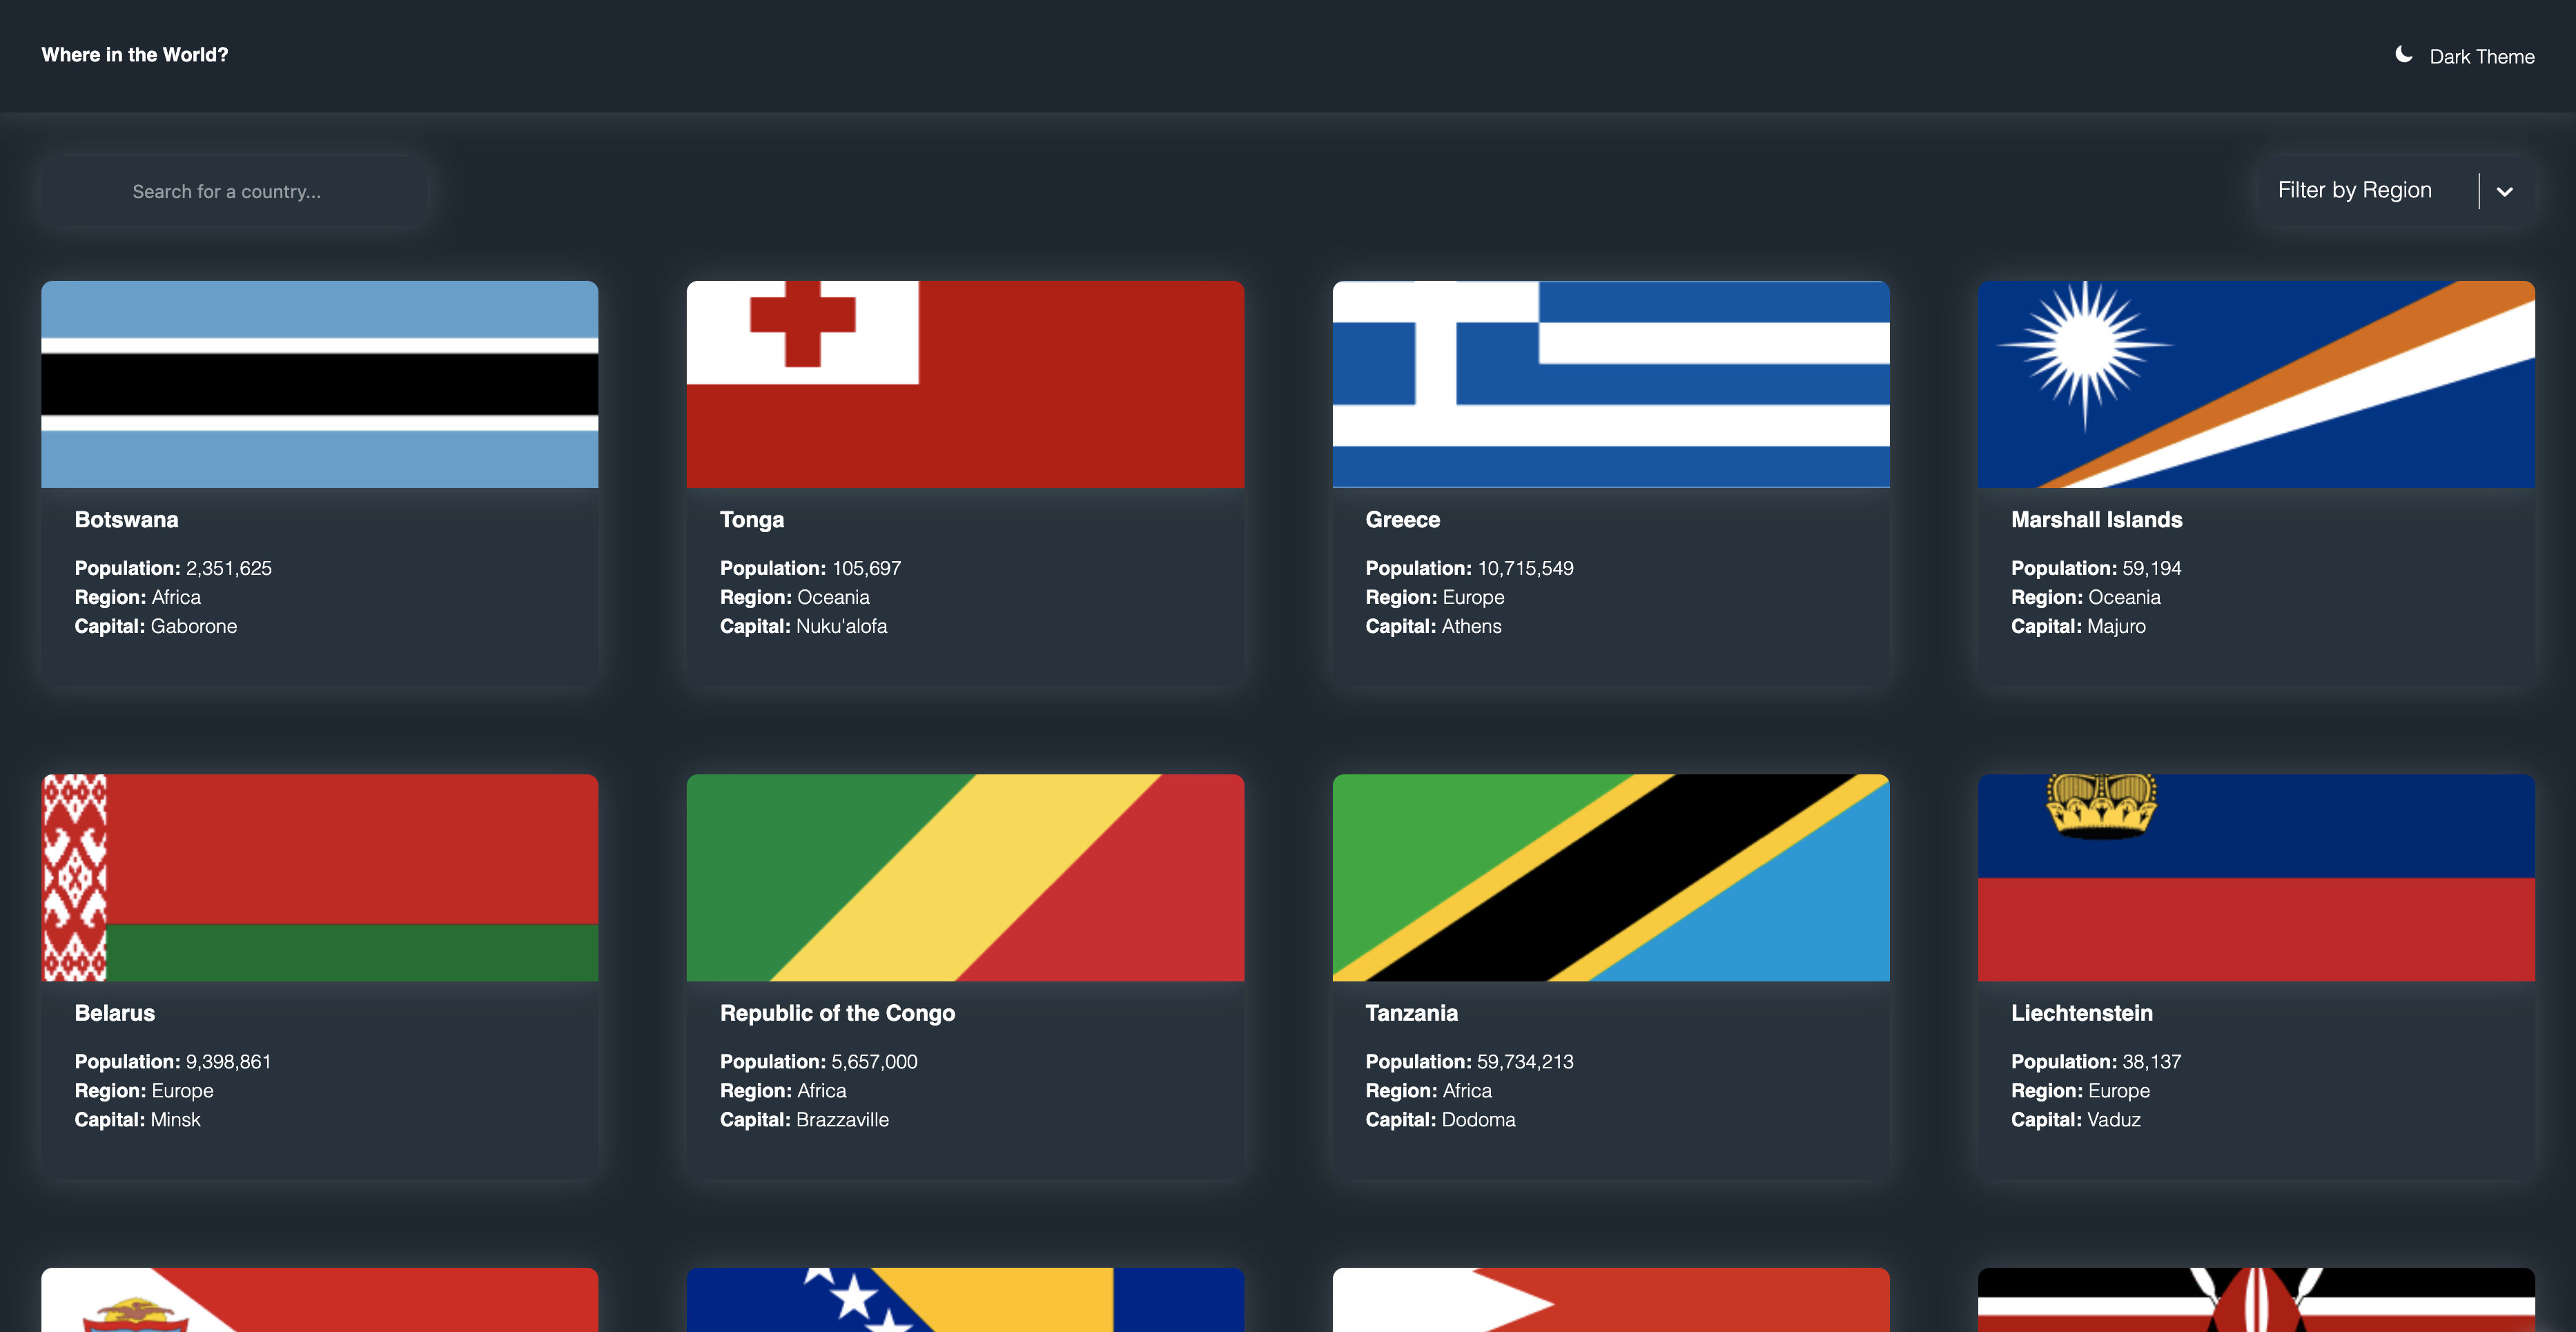 Where in the World?
Dark Theme
Search for a country...
Filter by Region
Botswana
Population: 2,351,625
Region: Africa
Capital: Gaborone
Tonga
Population: 105,697
Region: Oceania
Capital: Nuku'alofa
Greece
Population: 10,715,549
Region: Europe
Capital: Athens
Marshall Islands
Population: 59,194
Region: Oceania
Capital: Majuro
Belarus
Population: 9,398,861
Region: Europe
Capital: Minsk
Republic of the Congo
Population: 5,657,000
Region: Africa
Capital: Brazzaville
Tanzania
Population: 59,734,213
Region: Africa
Capital: Dodoma
Liechtenstein
Population: 38,137
Region: Europe
Capital: Vaduz